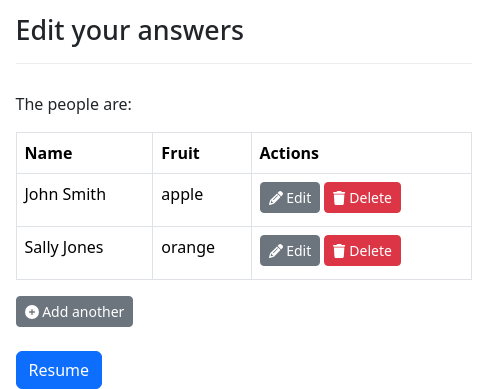 Edit your answers
The people are:
Name Fruit Actions
John Smith apple Edit Delete
Sally Jones orange Edit Delete
Add another
Resume